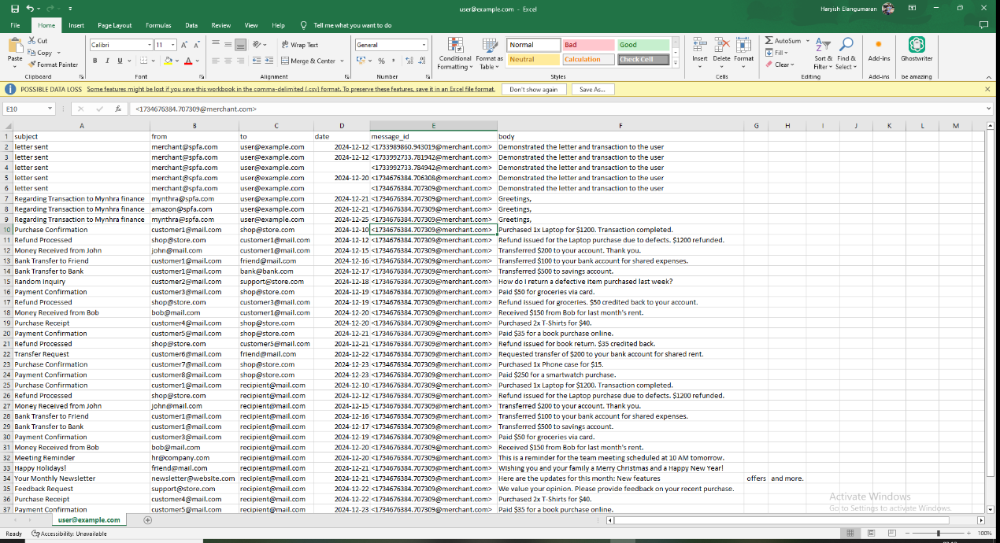 user@example.com - Excel
Haryish Elangumaran
File Home Insert Page Layout Formulas Data Review View Help Tell me what you want to do
Paste Cut Copy Format Painter Clipboard
Calibri 11 B I U A Font
Wrap Text Merge & Center Alignment
General % Number
Conditional Formatting Format as Table Normal Bad Good Neutral Calculation Check Cell Styles
Insert Delete Format Cells
AutoSum Fill Clear Sort & Filter Find & Select Editing
Add-ins Add-ins
Ghostwriter be amazing
POSSIBLE DATA LOSS Some features might be lost if you save this workbook in the comma-delimited (.csv) format. To preserve these features, save it in an Excel file format. Don't show again Save As...
E10 fx <1734676384.707309@merchant.com>
A B C D E F G H I J K L M
1 subject from to date message_id body
2 letter sent merchant@spfa.com user@example.com 2024-12-12 <1733989860.943019@merchant.com> Demonstrated the letter and transaction to the user
3 letter sent merchant@spfa.com user@example.com 2024-12-12 <1733992733.781942@merchant.com> Demonstrated the letter and transaction to the user
4 letter sent merchant@spfa.com user@example.com <1733992733.784942@merchant.com> Demonstrated the letter and transaction to the user
5 letter sent merchant@spfa.com user@example.com 2024-12-20 <1734676384.706308@merchant.com> Demonstrated the letter and transaction to the user
6 letter sent merchant@spfa.com user@example.com <1734676384.707309@merchant.com> Demonstrated the letter and transaction to the user
7 Regarding Transaction to Mynhra finance mynthra@spfa.com user@example.com 2024-12-21 <1734676384.707309@merchant.com> Greetings,
8 Regarding Transaction to Mynhra finance amazon@spfa.com user@example.com 2024-12-21 <1734676384.707309@merchant.com> Greetings,
9 Regarding Transaction to Mynhra finance mynthra@spfa.com user@example.com 2024-12-25 <1734676384.707309@merchant.com> Greetings,
10 Purchase Confirmation customer1@mail.com shop@store.com 2024-12-10 <1734676384.707309@merchant.com> Purchased 1x Laptop for $1200. Transaction completed.
11 Refund Processed shop@store.com customer1@mail.com 2024-12-12 <1734676384.707309@merchant.com> Refund issued for the Laptop purchase due to defects. $1200 refunded.
12 Money Received from John john@mail.com customer1@mail.com 2024-12-15 <1734676384.707309@merchant.com> Transferred $200 to your account. Thank you.
13 Bank Transfer to Friend customer1@mail.com friend@mail.com 2024-12-16 <1734676384.707309@merchant.com> Transferred $100 to your bank account for shared expenses.
14 Bank Transfer to Bank customer1@mail.com bank@bank.com 2024-12-17 <1734676384.707309@merchant.com> Transferred $500 to savings account.
15 Random Inquiry customer2@mail.com support@store.com 2024-12-18 <1734676384.707309@merchant.com> How do I return a defective item purchased last week?
16 Payment Confirmation customer3@mail.com shop@store.com 2024-12-19 <1734676384.707309@merchant.com> Paid $50 for groceries via card.
17 Refund Processed shop@store.com customer3@mail.com 2024-12-19 <1734676384.707309@merchant.com> Refund issued for groceries. $50 credited back to your account.
18 Money Received from Bob bob@mail.com customer1@mail.com 2024-12-20 <1734676384.707309@merchant.com> Received $150 from Bob for last month's rent.
19 Purchase Receipt customer4@mail.com shop@store.com 2024-12-20 <1734676384.707309@merchant.com> Purchased 2x T-Shirts for $40.
20 Payment Confirmation customer5@mail.com shop@store.com 2024-12-21 <1734676384.707309@merchant.com> Paid $35 for a book purchase online.
21 Refund Processed shop@store.com customer5@mail.com 2024-12-21 <1734676384.707309@merchant.com> Refund issued for book return. $35 credited back.
22 Transfer Request customer6@mail.com friend@mail.com 2024-12-22 <1734676384.707309@merchant.com> Requested transfer of $200 to your bank account for shared rent.
23 Purchase Confirmation customer7@mail.com shop@store.com 2024-12-23 <1734676384.707309@merchant.com> Purchased 1x Phone case for $15.
24 Payment Confirmation customer8@mail.com shop@store.com 2024-12-23 <1734676384.707309@merchant.com> Paid $250 for a smartwatch purchase.
25 Purchase Confirmation customer1@mail.com recipient@mail.com 2024-12-10 <1734676384.707309@merchant.com> Purchased 1x Laptop for $1200. Transaction completed.
26 Refund Processed shop@store.com recipient@mail.com 2024-12-12 <1734676384.707309@merchant.com> Refund issued for the Laptop purchase due to defects. $1200 refunded.
27 Money Received from John john@mail.com recipient@mail.com 2024-12-15 <1734676384.707309@merchant.com> Transferred $200 to your account. Thank you.
28 Bank Transfer to Friend customer1@mail.com recipient@mail.com 2024-12-16 <1734676384.707309@merchant.com> Transferred $100 to your bank account for shared expenses.
29 Bank Transfer to Bank customer1@mail.com recipient@mail.com 2024-12-17 <1734676384.707309@merchant.com> Transferred $500 to savings account.
30 Payment Confirmation customer3@mail.com recipient@mail.com 2024-12-19 <1734676384.707309@merchant.com> Paid $50 for groceries via card.
31 Money Received from Bob bob@mail.com recipient@mail.com 2024-12-20 <1734676384.707309@merchant.com> Received $150 from Bob for last month's rent.
32 Meeting Reminder hr@company.com recipient@mail.com 2024-12-20 <1734676384.707309@merchant.com> This is a reminder for the team meeting scheduled at 10 AM tomorrow.
33 Happy Holidays! friend@mail.com recipient@mail.com 2024-12-21 <1734676384.707309@merchant.com> Wishing you and your family a Merry Christmas and a Happy New Year!
34 Your Monthly Newsletter newsletter@website.com recipient@mail.com 2024-12-21 <1734676384.707309@merchant.com> Here are the updates for this month: New features offers and more.
35 Feedback Request support@store.com recipient@mail.com 2024-12-22 <1734676384.707309@merchant.com> We value your opinion. Please provide feedback on your recent purchase.
36 Purchase Receipt customer4@mail.com recipient@mail.com 2024-12-22 <1734676384.707309@merchant.com> Purchased 2x T-Shirts for $40.
37 Payment Confirmation customer5@mail.com recipient@mail.com 2024-12-23 <1734676384.707309@merchant.com> Paid $35 for a book purchase online.
Activate Windows
Go to Settings to activate Windows.
user@example.com
Ready Accessibility: Unavailable 100%